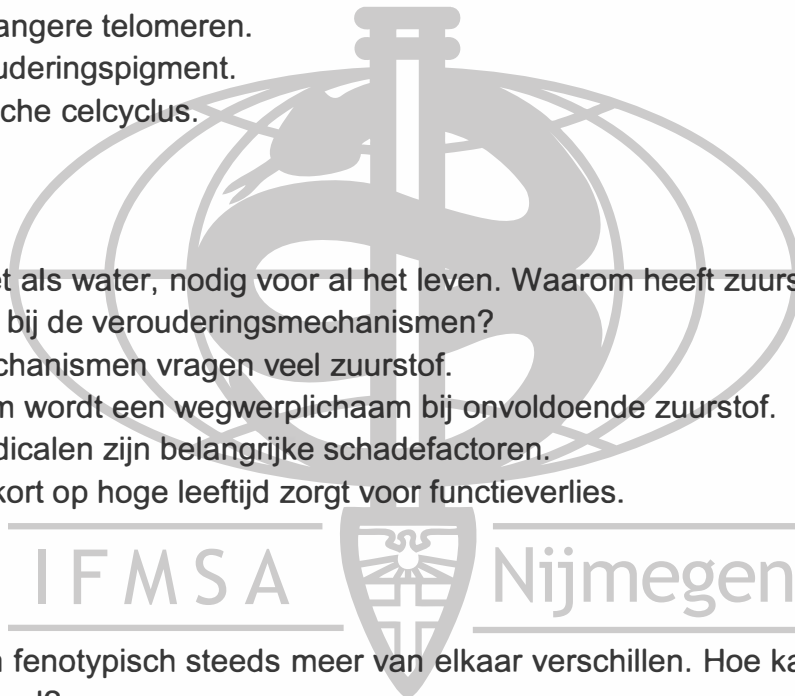 angere telomeren.
uderingspigment.
che celcyclus.
et als water, nodig voor al het leven. Waarom heeft zuurs
bij de verouderingsmechanismen?
chanismen vragen veel zuurstof.
m wordt een wegwerplichaam bij onvoldoende zuurstof.
dicalen zijn belangrijke schadefactoren.
kort op hoge leeftijd zorgt voor functieverlies.
IFMSA Nijmegen
n fenotypisch steeds meer van elkaar verschillen. Hoe ka